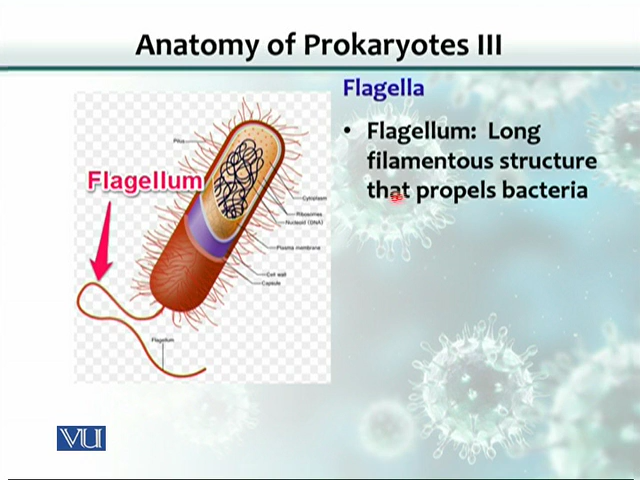 Anatomy of Prokaryotes III
Flagella
• Flagellum: Long
filamentous structure
that propels bacteria
Pilus
Flagellum
Cytoplasm
Ribosomes
Nucleoid (DNA)
Plasma membrane
Cell wall
Capsule
Flagellum
VU